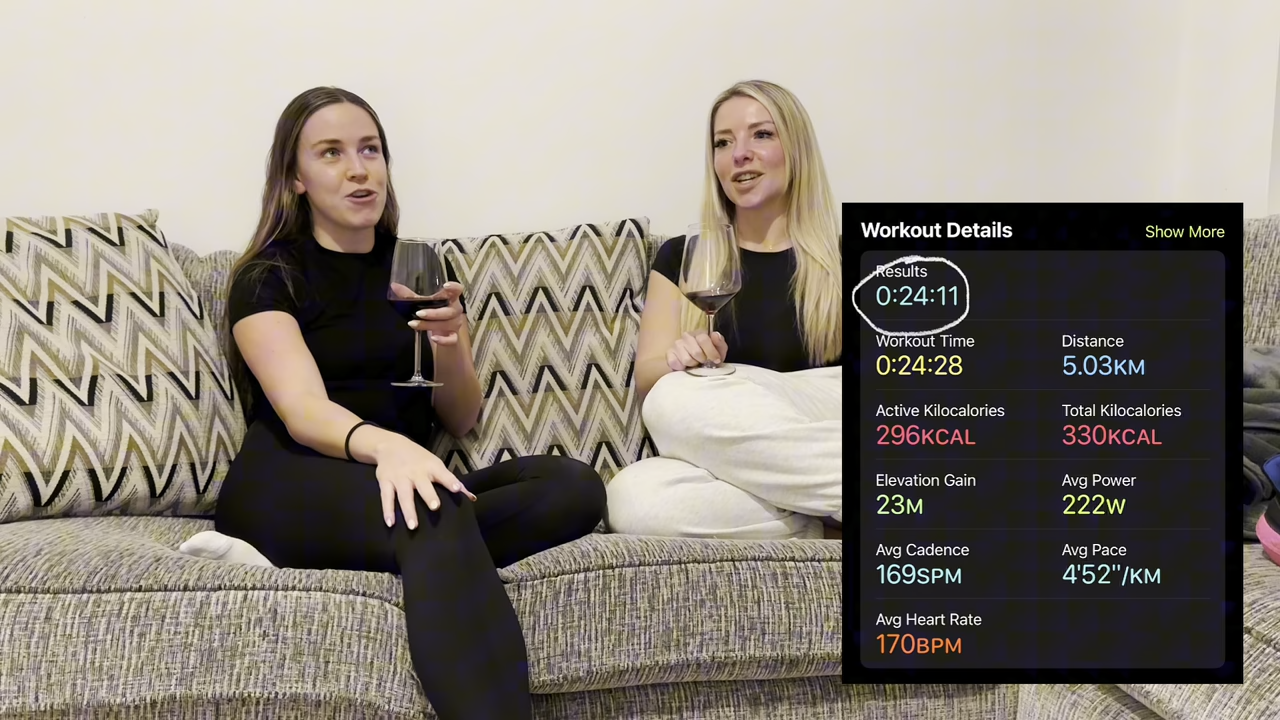 Workout Details Show More
Results
0:24:11
Workout Time Distance
0:24:28 5.03KM
Active Kilocalories Total Kilocalories
296KCAL 330KCAL
Elevation Gain Avg Power
23M 222W
Avg Cadence Avg Pace
169SPM 4'52"/KM
Avg Heart Rate
170BPM